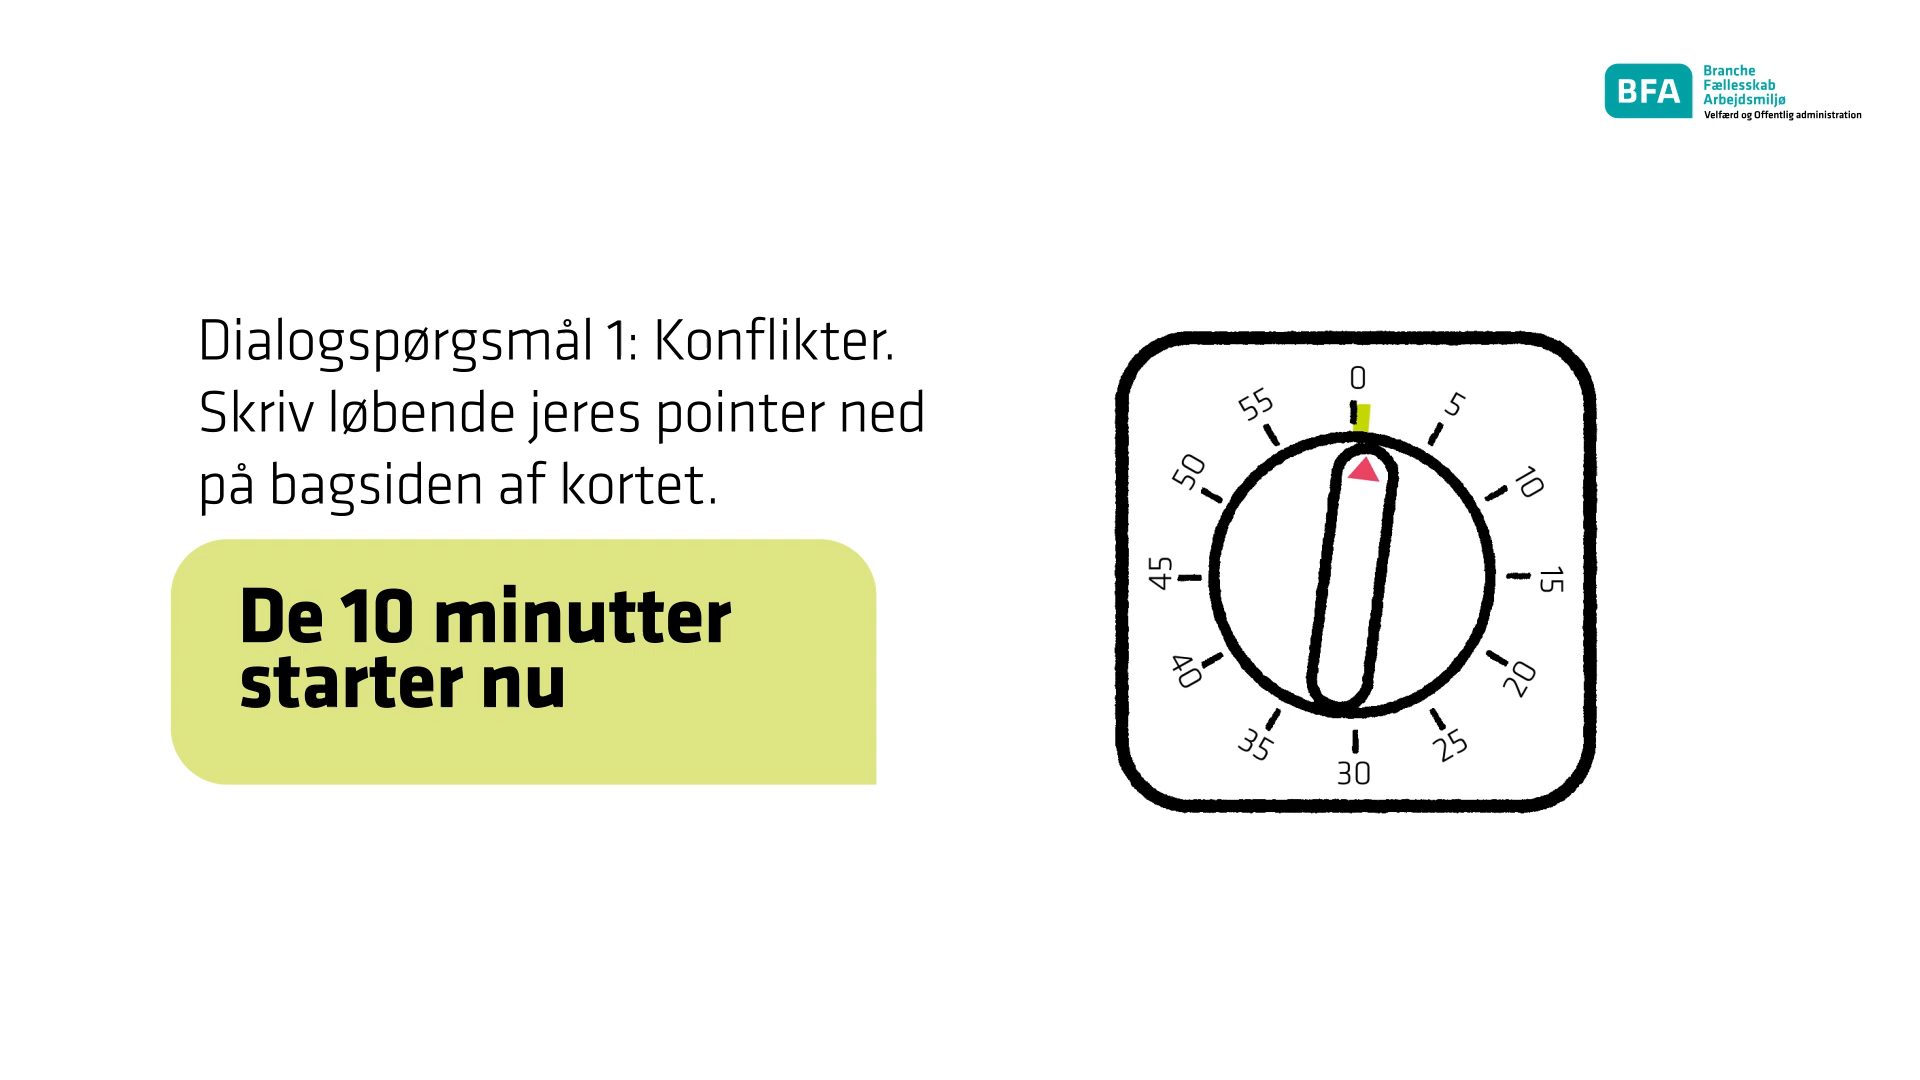 BFA
Branche
Fællesskab
Arbejdsmiljø
Velfærd og Offentlig administration
Dialogspørgsmål 1: Konflikter.
Skriv løbende jeres pointer ned
på bagsiden af kortet.
De 10 minutter
starter nu
0
5
10
15
20
25
30
35
40
45
50
55